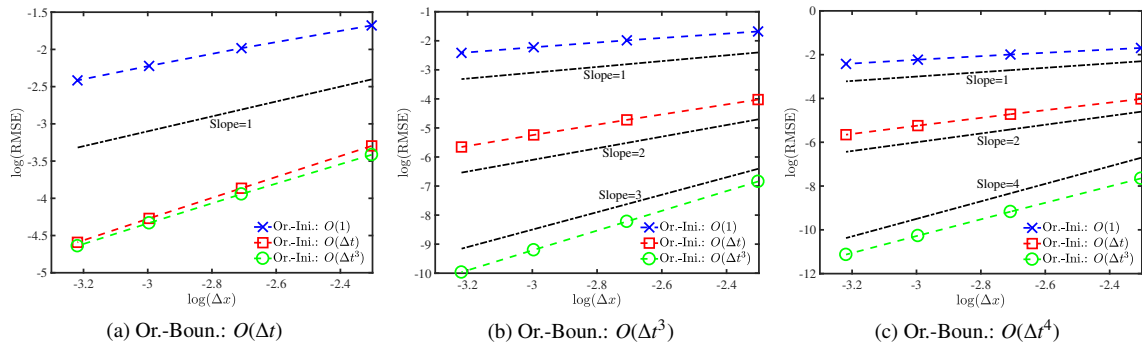 -1.5
-2
-2.5
-3
-3.5
-4
-4.5
-5
log(RMSE)
Slope=1
Or.-Ini.: O(1)
Or.-Ini.: O(Δt)
Or.-Ini.: O(Δt³)
-3.2 -3 -2.8 -2.6 -2.4
log(Δx)
(a) Or.-Boun.: O(Δt)
-1
-2
-3
-4
-5
-6
-7
-8
-9
-10
log(RMSE)
Slope=1
Slope=2
Slope=3
Or.-Ini.: O(1)
Or.-Ini.: O(Δt)
Or.-Ini.: O(Δt³)
-3.2 -3 -2.8 -2.6 -2.4
log(Δx)
(b) Or.-Boun.: O(Δt³)
0
-2
-4
-6
-8
-10
-12
log(RMSE)
Slope=1
Slope=2
Slope=4
Or.-Ini.: O(1)
Or.-Ini.: O(Δt)
Or.-Ini.: O(Δt³)
-3.2 -3 -2.8 -2.6 -2.4
log(Δx)
(c) Or.-Boun.: O(Δt⁴)